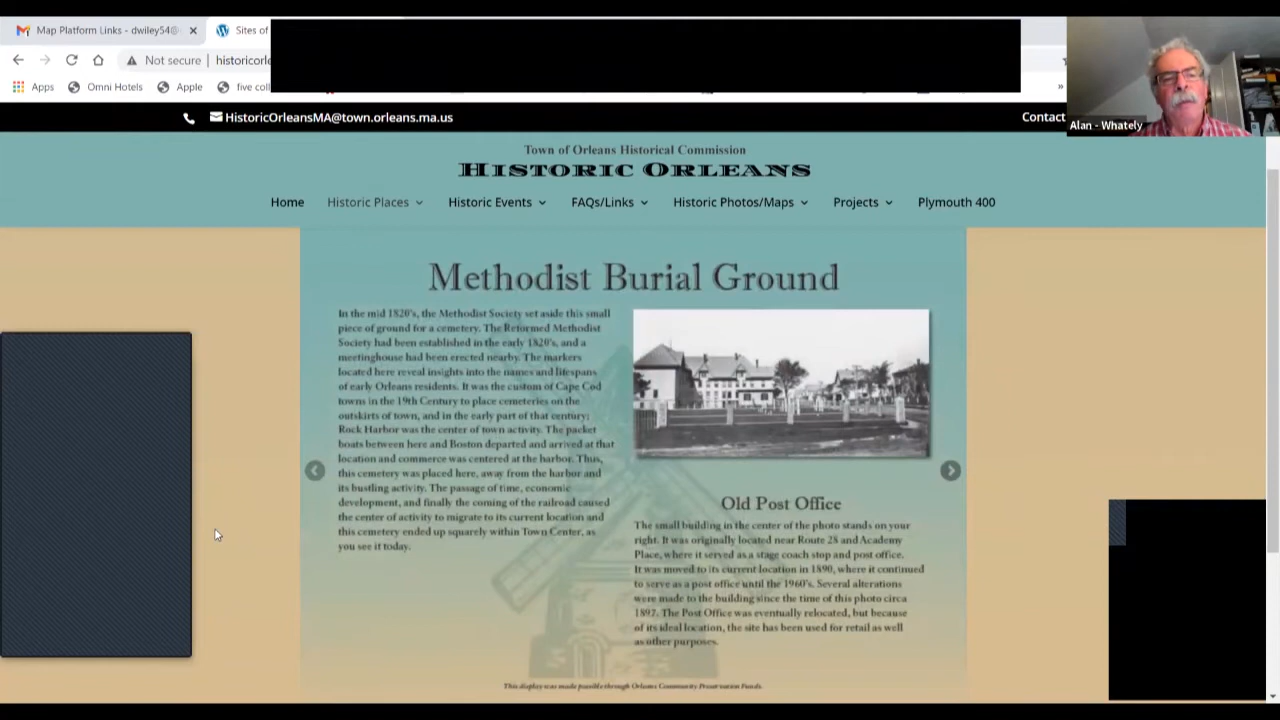 Map Platform Links - dwiley54@
Sites of
Not secure
historicorle
Apps
Omni Hotels
Apple
five coll
»
Alan - Whately
HistoricOrleansMA@town.orleans.ma.us
Contact
Town of Orleans Historical Commission
HISTORIC ORLEANS
Home
Historic Places
Historic Events
FAQs/Links
Historic Photos/Maps
Projects
Plymouth 400
Methodist Burial Ground
In the mid 1820's, the Methodist Society set aside this small
piece of ground for a cemetery. The Reformed Methodist
Society had been established in the early 1820's, and a
meetinghouse had been erected nearby. The markers
located here reveal insights into the names and lifespans
of early Orleans residents. It was the custom of Cape Cod
towns in the 19th Century to place cemeteries on the
outskirts of town, and in the early part of that century;
Rock Harbor was the center of town activity. The packet
boats between here and Boston departed and arrived at that
location and commerce was centered at the harbor. Thus,
this cemetery was placed here, away from the harbor and
its bustling activity. The passage of time, economic
development, and finally the coming of the railroad caused
the center of activity to migrate to its current location and
this cemetery ended up squarely within Town Center, as
you see it today.
Old Post Office
The small building in the center of the photo stands on your
right. It was originally located near Route 28 and Academy
Place, where it served as a stage coach stop and post office.
It was moved to its current location in 1890, where it continued
to serve as a post office until the 1960's. Several alterations
were made to the building since the time of this photo circa
1897. The Post Office was eventually relocated, but because
of its ideal location, the site has been used for retail as well
as other purposes.
This display was made possible through Orleans Community Preservation Funds.